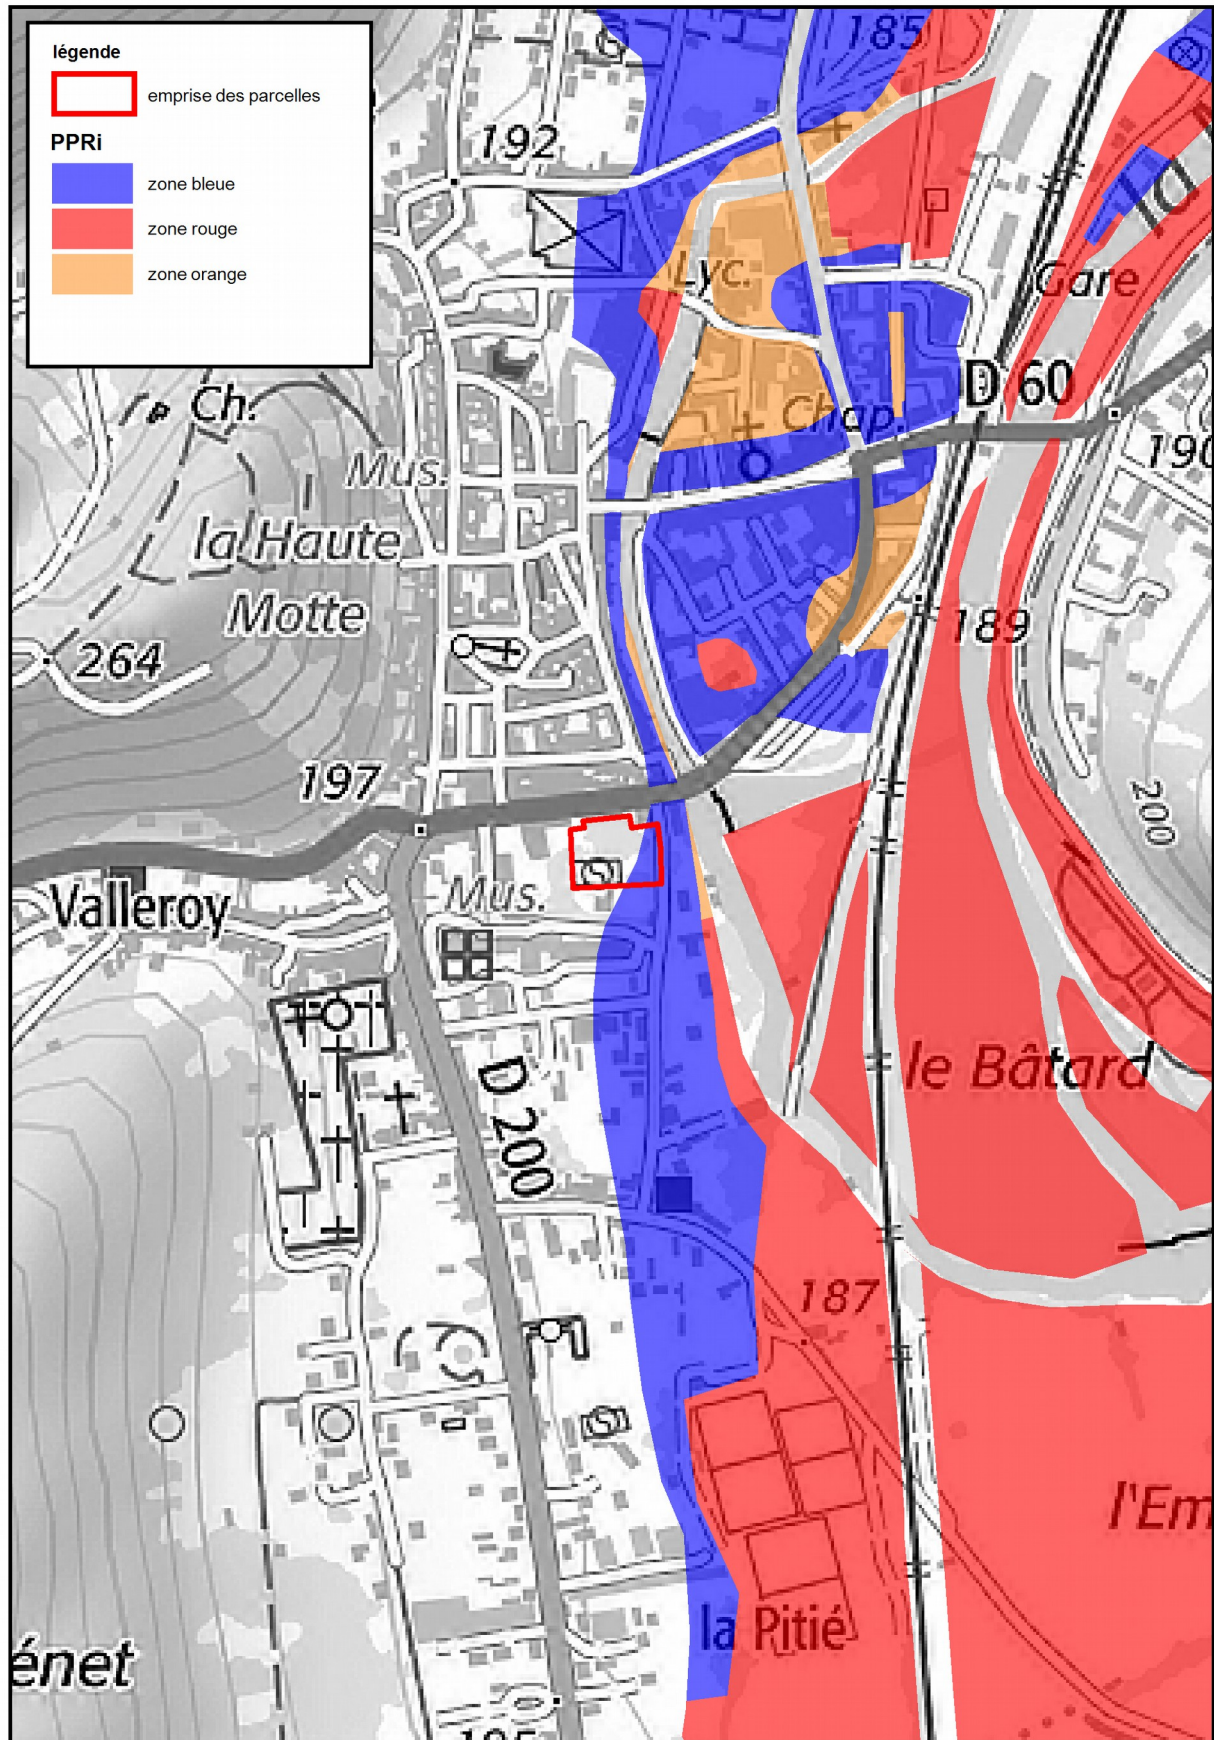 légende
emprise des parcelles
PPRi
zone bleue
zone rouge
zone orange
185
192
Lyc.
Gare
D 60
Ch.
Chap.
190
Mus.
la Haute
Motte
264
189
197
200
Valleroy
Mus.
le Bâtard
D 200
187
l'Em
la Pitié
énet